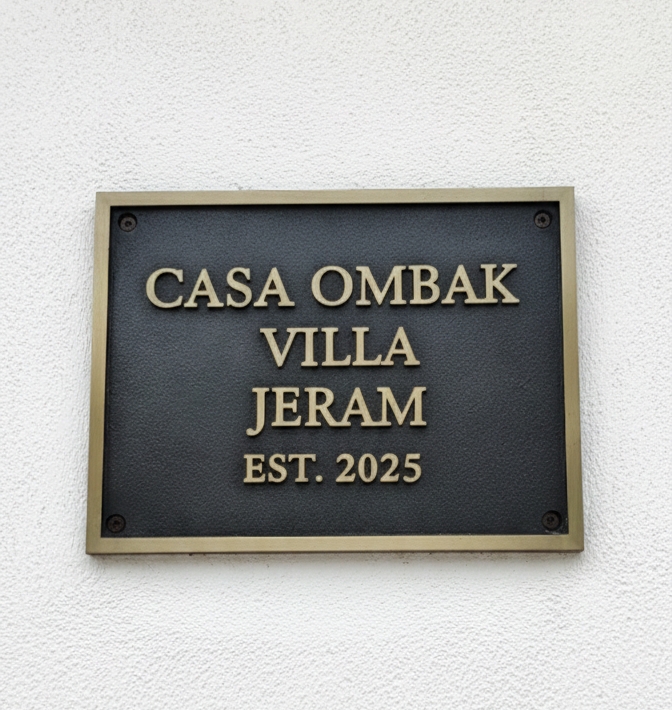 CASA OMBAK
VILLA
JERAM
EST. 2025